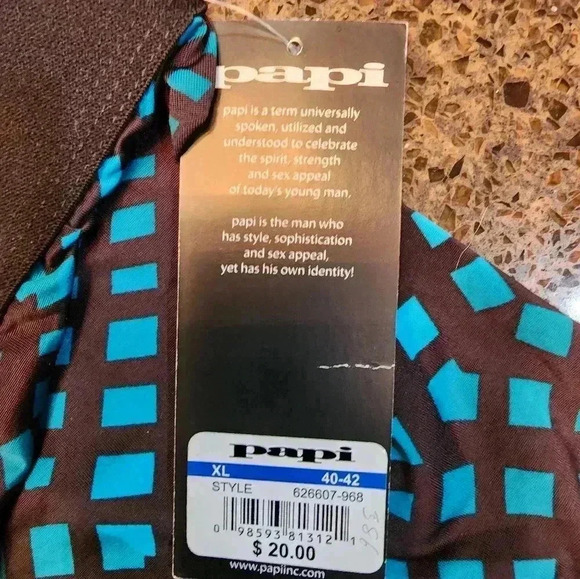 papi
papi is a term universally
spoken, utilized and
understood to celebrate
the spirit, strength
and sex appeal
of today's young man.
papi is the man who
has style, sophistication
and sex appeal,
yet has his own identity!
papi
XL 40-42
STYLE 626607-968
0 98593 81312 1
$ 20.00
www.papiinc.com